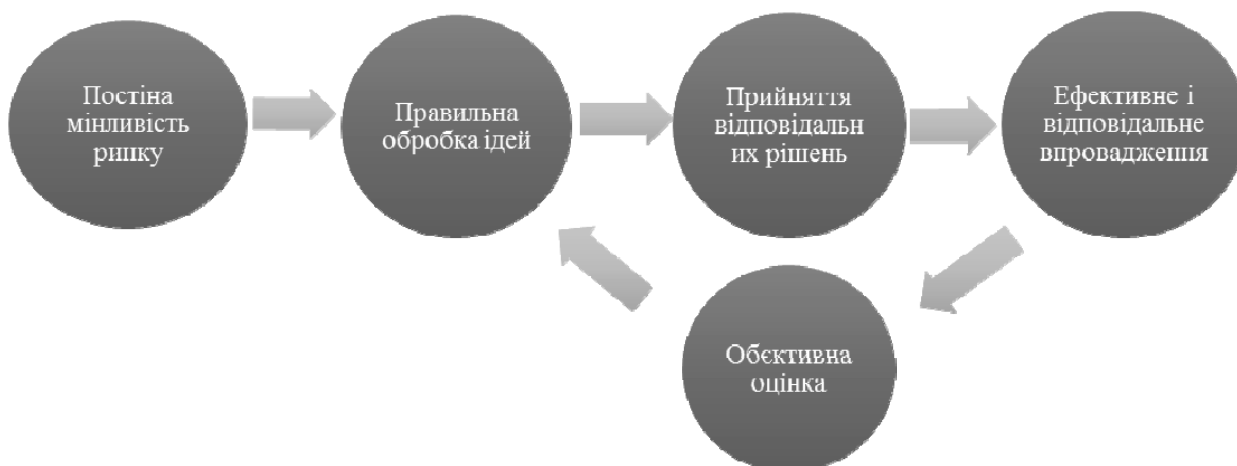 Постіна
мінливість
ринку
Правильна
обробка ідей
Прийняття
відповідальн
их рішень
Ефективне і
відповідальне
впровадження
Обєктивна
оцінка